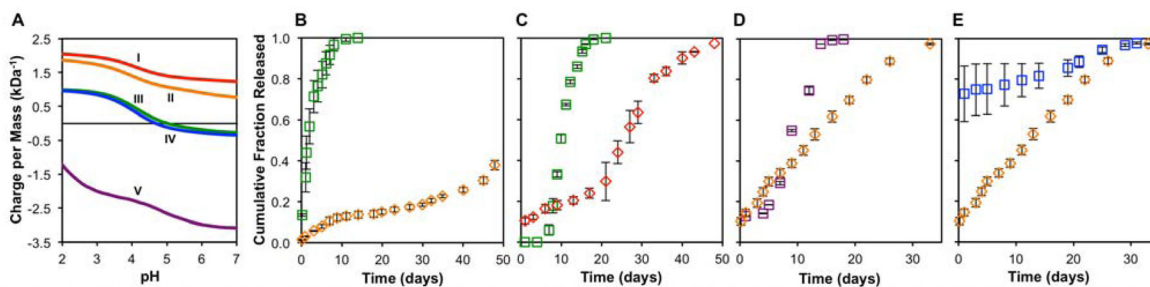 A
B
C
D
E
Charge per Mass (kDa⁻¹)
2.5
1.5
0.5
-0.5
-1.5
-2.5
-3.5
I
II
III
IV
V
2 3 4 5 6 7
pH
Cumulative Fraction Released
1.0
0.8
0.6
0.4
0.2
0.0
0 10 20 30 40 50
Time (days)
0 10 20 30 40 50
Time (days)
0 10 20 30
Time (days)
0 10 20 30
Time (days)